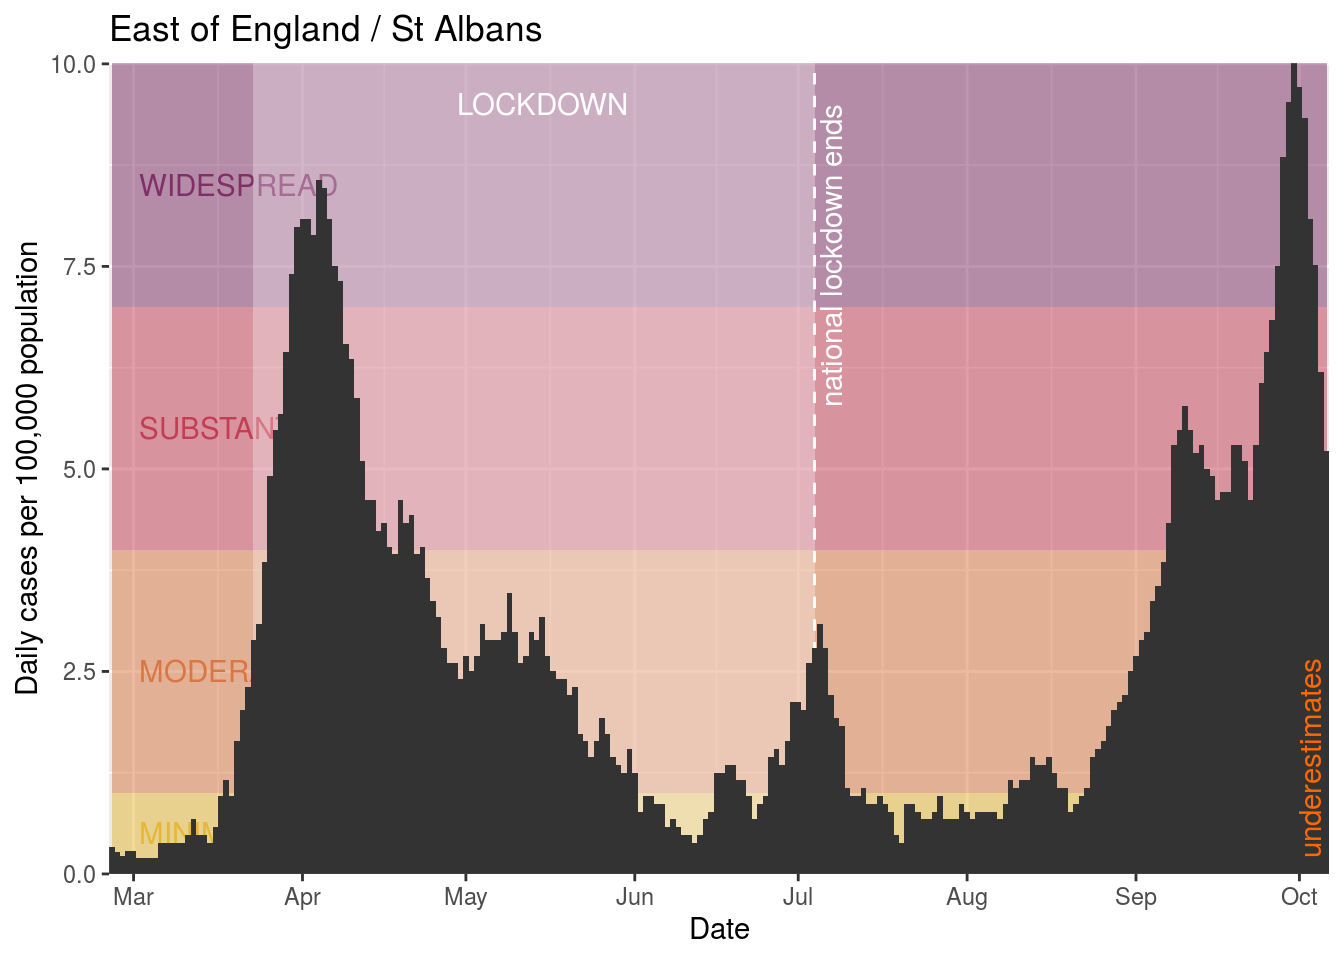 East of England / St Albans
Daily cases per 100,000 population
10.0
7.5
5.0
2.5
0.0
LOCKDOWN
WIDESPREAD
SUBSTAN
MODER
MINIM
national lockdown ends
underestimates
Mar Apr May Jun Jul Aug Sep Oct
Date